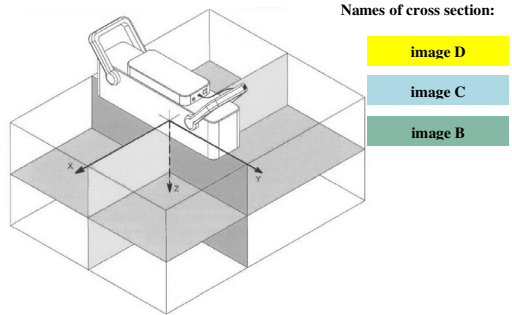 Names of cross section:
image D
image C
image B
X
Y
Z